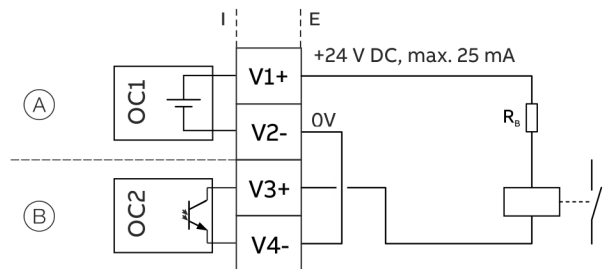 I E
+24 V DC, max. 25 mA
A
OC1
V1+
V2-
0V
R_B
B
OC2
V3+
V4-